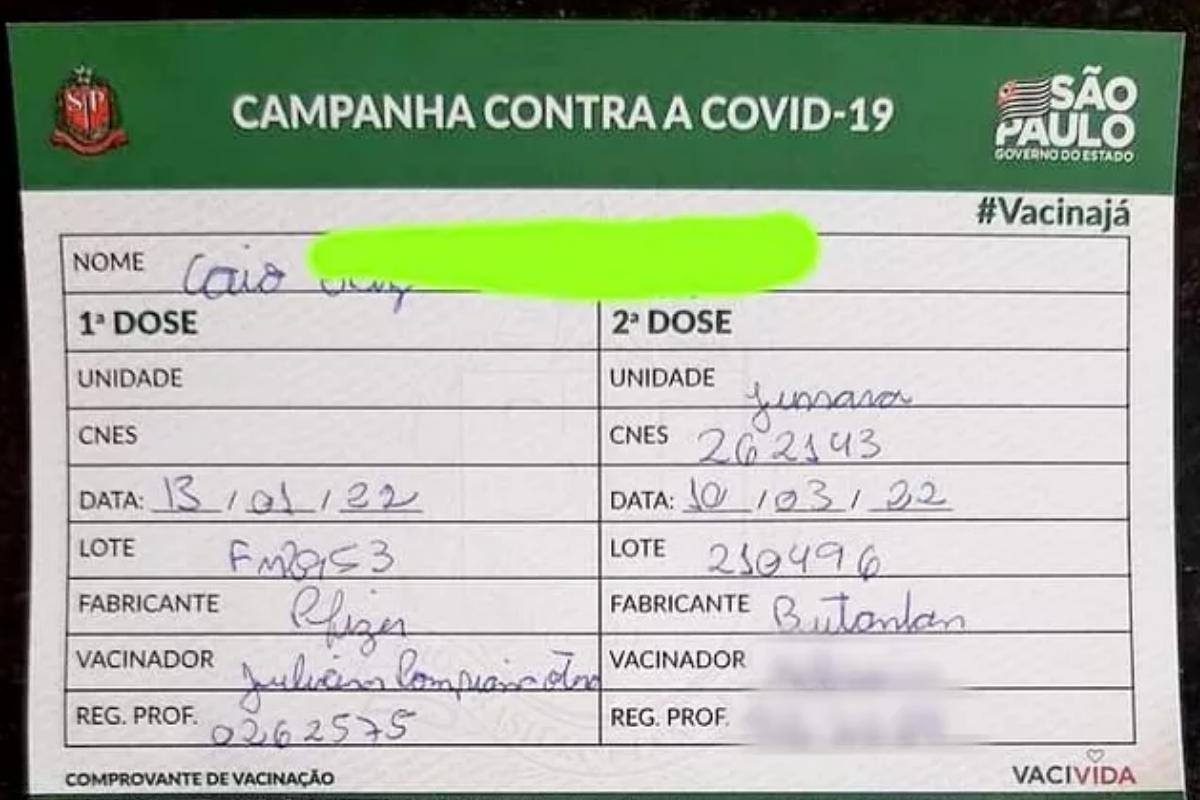 SP
CAMPANHA CONTRA A COVID-19
SÃO PAULO
GOVERNO DO ESTADO
#Vacinajá
NOME Caio
1ª DOSE 2ª DOSE
UNIDADE UNIDADE Jussara
CNES CNES 262143
DATA: 13/01/22 DATA: 10/03/22
LOTE LOTE 210496
FABRICANTE Pfizer FABRICANTE Butantan
VACINADOR VACINADOR
REG. PROF. 0262575 REG. PROF.
COMPROVANTE DE VACINAÇÃO VACIVIDA